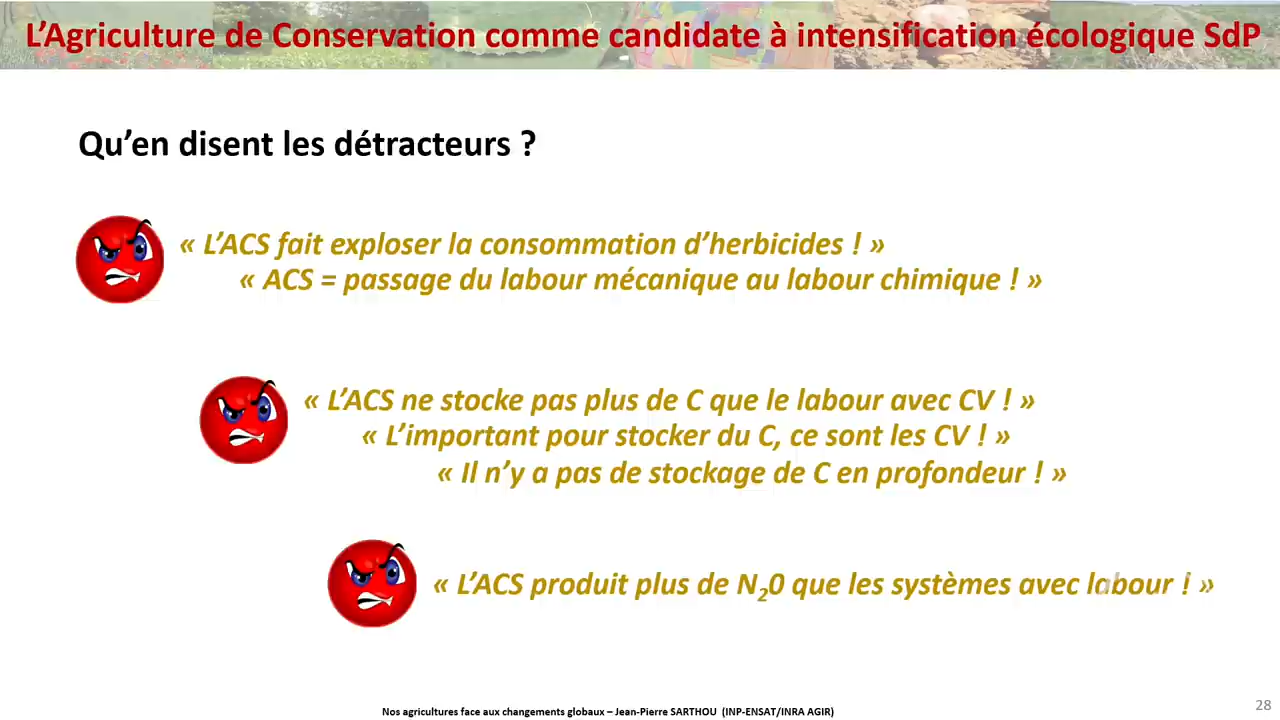 L'Agriculture de Conservation comme candidate à intensification écologique SdP
Qu'en disent les détracteurs ?
« L'ACS fait exploser la consommation d'herbicides ! »
« ACS = passage du labour mécanique au labour chimique ! »
« L'ACS ne stocke pas plus de C que le labour avec CV ! »
« L'important pour stocker du C, ce sont les CV ! »
« Il n'y a pas de stockage de C en profondeur ! »
« L'ACS produit plus de N₂0 que les systèmes avec labour ! »
Nos agricultures face aux changements globaux – Jean-Pierre SARTHOU (INP-ENSAT/INRA AGIR)
28